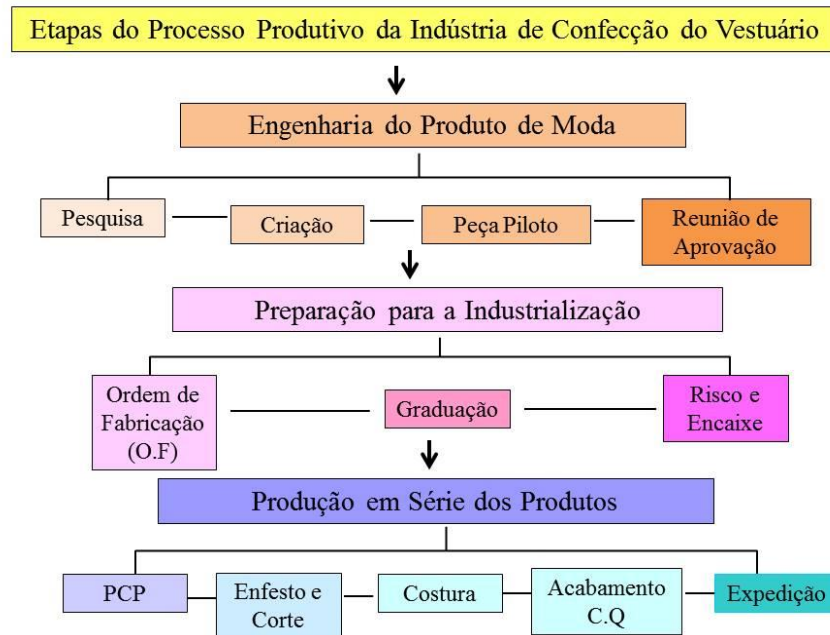 Etapas do Processo Produtivo da Indústria de Confecção do Vestuário
Engenharia do Produto de Moda
Pesquisa
Criação
Peça Piloto
Reunião de
Aprovação
Preparação para a Industrialização
Ordem de
Fabricação
(O.F)
Graduação
Risco e
Encaixe
Produção em Série dos Produtos
PCP
Enfesto e
Corte
Costura
Acabamento
C.Q
Expedição